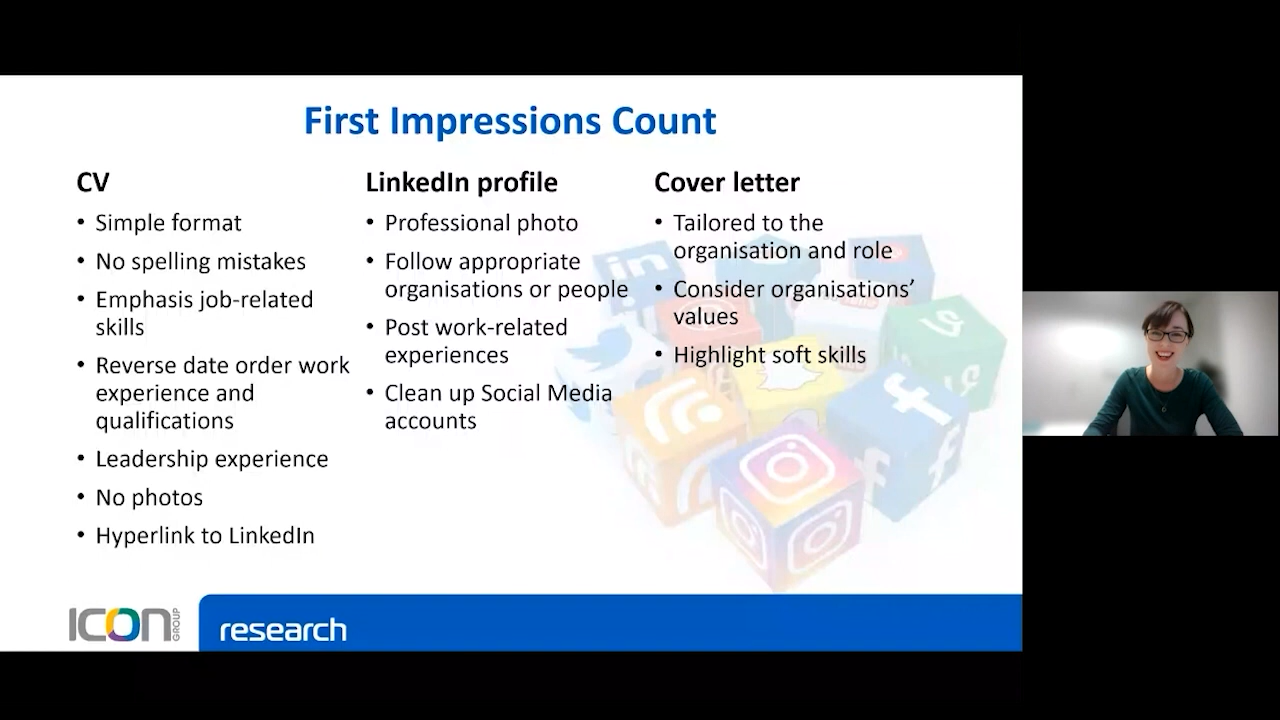 First Impressions Count
CV
• Simple format
• No spelling mistakes
• Emphasis job-related
skills
• Reverse date order work
experience and
qualifications
• Leadership experience
• No photos
• Hyperlink to LinkedIn
LinkedIn profile
• Professional photo
• Follow appropriate
organisations or people
• Post work-related
experiences
• Clean up Social Media
accounts
Cover letter
• Tailored to the
organisation and role
• Consider organisations’
values
• Highlight soft skills
in
ICON
GROUP
research